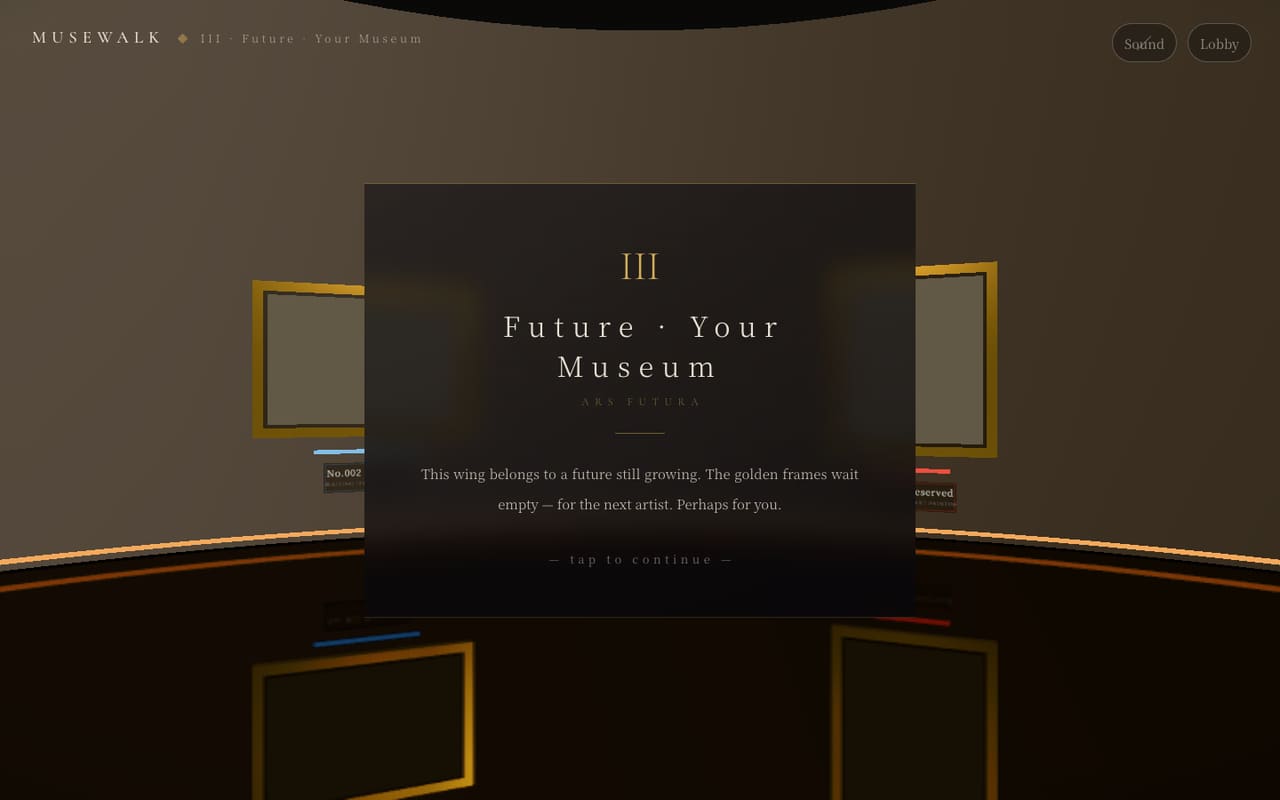 MUSEWALK ◆ III · Future · Your Museum
Sound
Lobby
III
Future · Your
Museum
ARS FUTURA
This wing belongs to a future still growing. The golden frames wait
empty — for the next artist. Perhaps for you.
— tap to continue —
No.002
eserved